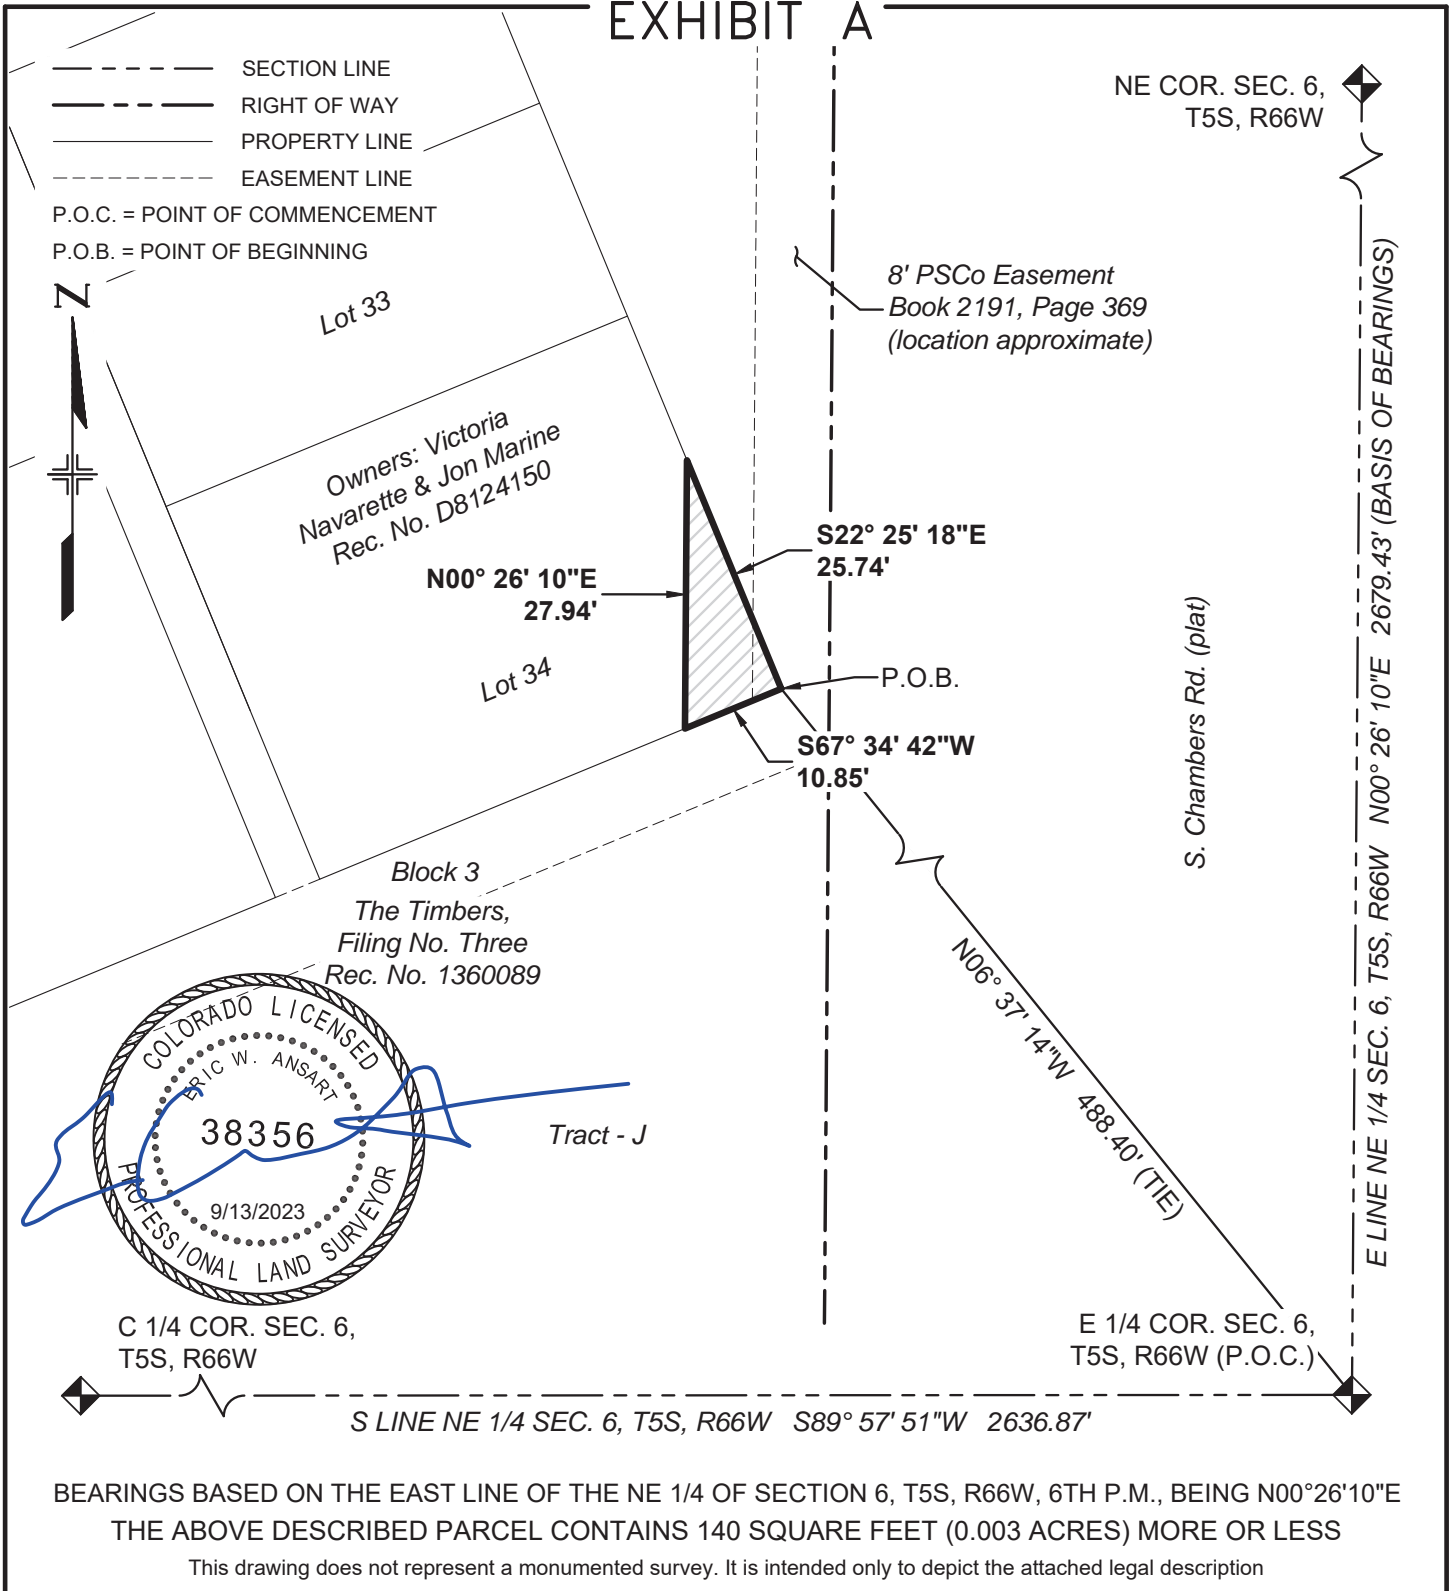 EXHIBIT A
SECTION LINE
RIGHT OF WAY
PROPERTY LINE
EASEMENT LINE
P.O.C. = POINT OF COMMENCEMENT
P.O.B. = POINT OF BEGINNING
N
NE COR. SEC. 6,
T5S, R66W
8' PSCo Easement
Book 2191, Page 369
(location approximate)
Lot 33
Owners: Victoria
Navarette & Jon Marine
Rec. No. D8124150
N00° 26' 10"E
27.94'
S22° 25' 18"E
25.74'
Lot 34
P.O.B.
S67° 34' 42"W
10.85'
S. Chambers Rd. (plat)
E LINE NE 1/4 SEC. 6, T5S, R66W N00° 26' 10"E 2679.43' (BASIS OF BEARINGS)
Block 3
The Timbers,
Filing No. Three
Rec. No. 1360089
N06° 37' 14"W 488.40' (TIE)
COLORADO LICENSED
ERIC W. ANSART
38356
9/13/2023
PROFESSIONAL LAND SURVEYOR
Tract - J
C 1/4 COR. SEC. 6,
T5S, R66W
E 1/4 COR. SEC. 6,
T5S, R66W (P.O.C.)
S LINE NE 1/4 SEC. 6, T5S, R66W S89° 57' 51"W 2636.87'
BEARINGS BASED ON THE EAST LINE OF THE NE 1/4 OF SECTION 6, T5S, R66W, 6TH P.M., BEING N00°26'10"E
THE ABOVE DESCRIBED PARCEL CONTAINS 140 SQUARE FEET (0.003 ACRES) MORE OR LESS
This drawing does not represent a monumented survey. It is intended only to depict the attached legal description